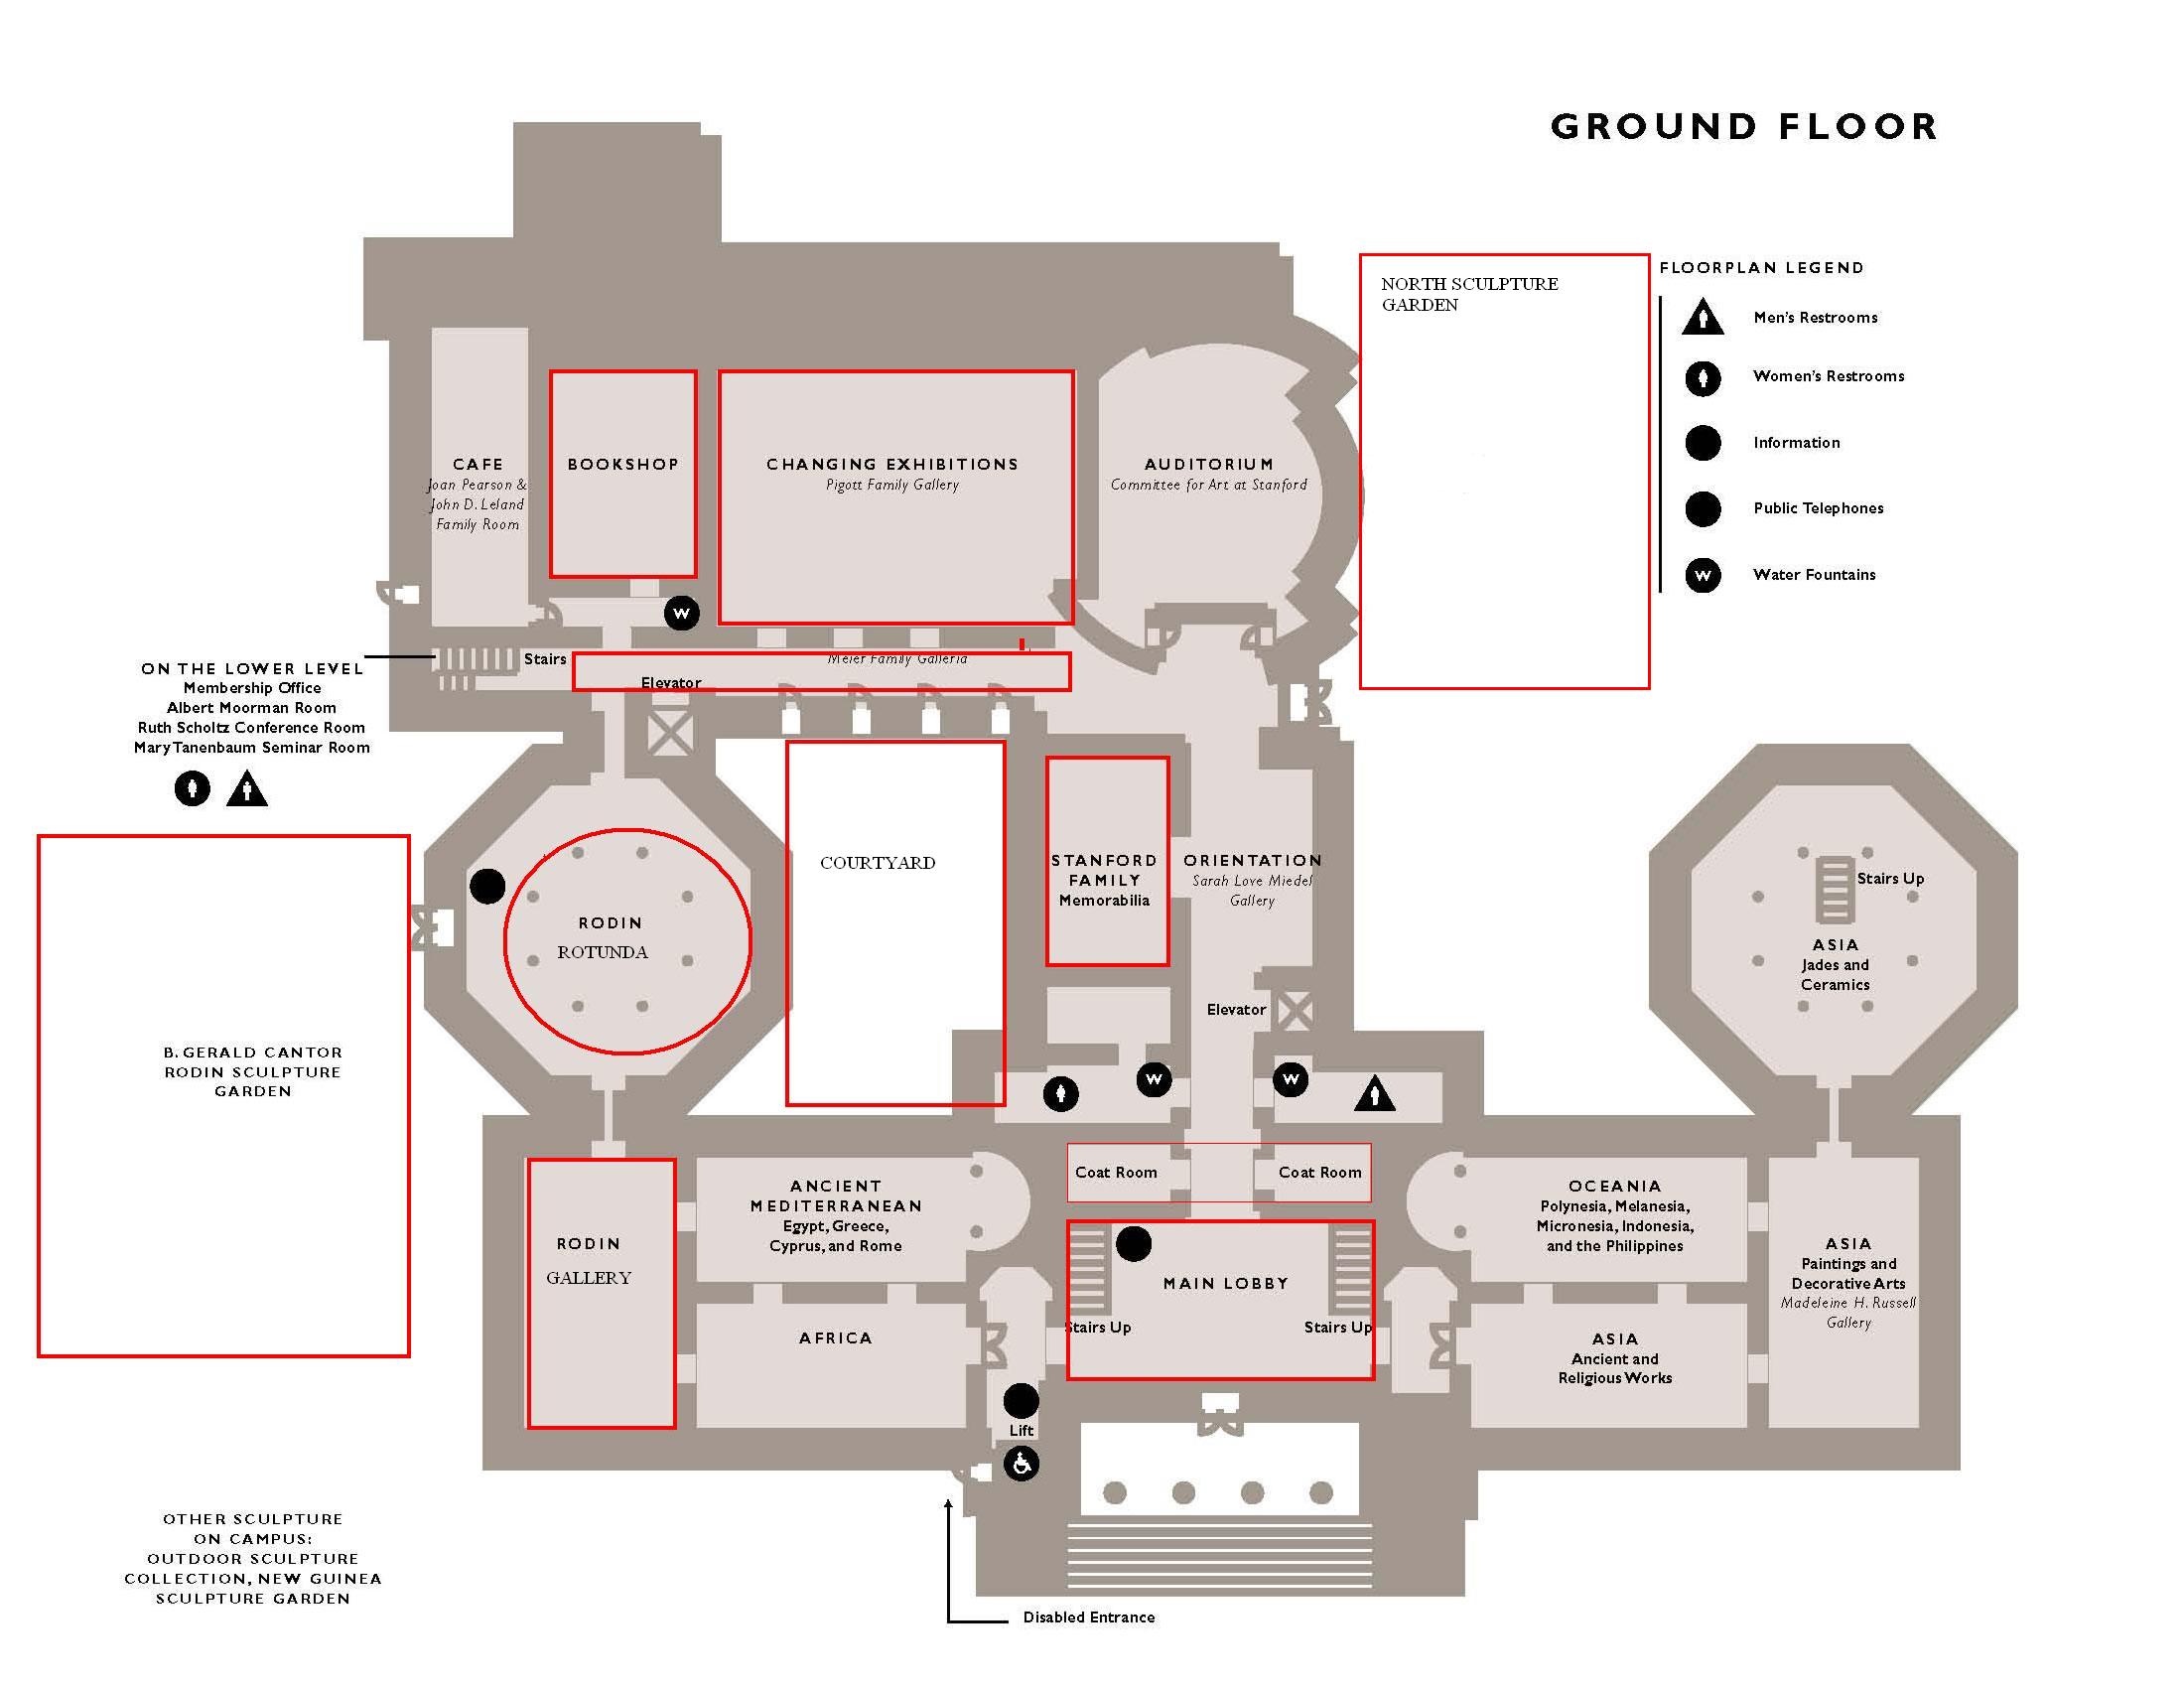 GROUND FLOOR
NORTH SCULPTURE
GARDEN
FLOORPLAN LEGEND
Men's Restrooms
Women's Restrooms
Information
Public Telephones
W
Water Fountains
CAFE
Joan Pearson &
John D. Leland
Family Room
BOOKSHOP
CHANGING EXHIBITIONS
Pigott Family Gallery
AUDITORIUM
Committee for Art at Stanford
W
Stairs
Meier Family Galleria
Elevator
ON THE LOWER LEVEL
Membership Office
Albert Moorman Room
Ruth Scholtz Conference Room
Mary Tanenbaum Seminar Room
COURTYARD
STANFORD
FAMILY
Memorabilia
ORIENTATION
Sarah Love Miedel
Gallery
Stairs Up
ASIA
Jades and
Ceramics
RODIN
ROTUNDA
Elevator
B. GERALD CANTOR
RODIN SCULPTURE
GARDEN
W
W
Coat Room
Coat Room
ANCIENT
MEDITERRANEAN
Egypt, Greece,
Cyprus, and Rome
OCEANIA
Polynesia, Melanesia,
Micronesia, Indonesia,
and the Philippines
RODIN
GALLERY
MAIN LOBBY
Stairs Up
Stairs Up
ASIA
Paintings and
Decorative Arts
Madeleine H. Russell
Gallery
AFRICA
ASIA
Ancient and
Religious Works
Lift
OTHER SCULPTURE
ON CAMPUS:
OUTDOOR SCULPTURE
COLLECTION, NEW GUINEA
SCULPTURE GARDEN
Disabled Entrance